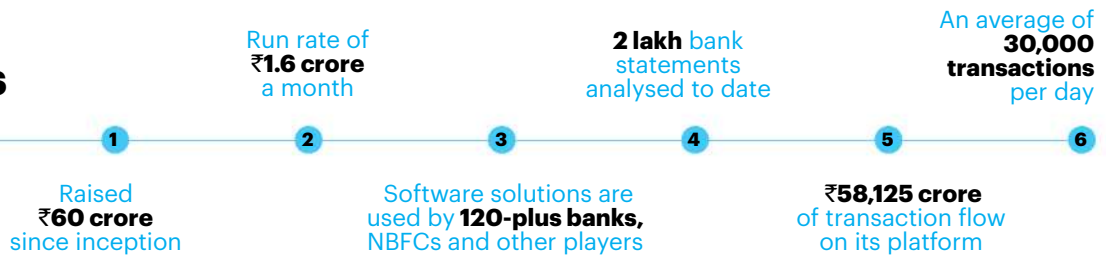 1
Raised
₹60 crore
since inception
2
Run rate of
₹1.6 crore
a month
3
Software solutions are
used by 120-plus banks,
NBFCs and other players
4
2 lakh bank
statements
analysed to date
5
₹58,125 crore
of transaction flow
on its platform
6
An average of
30,000
transactions
per day